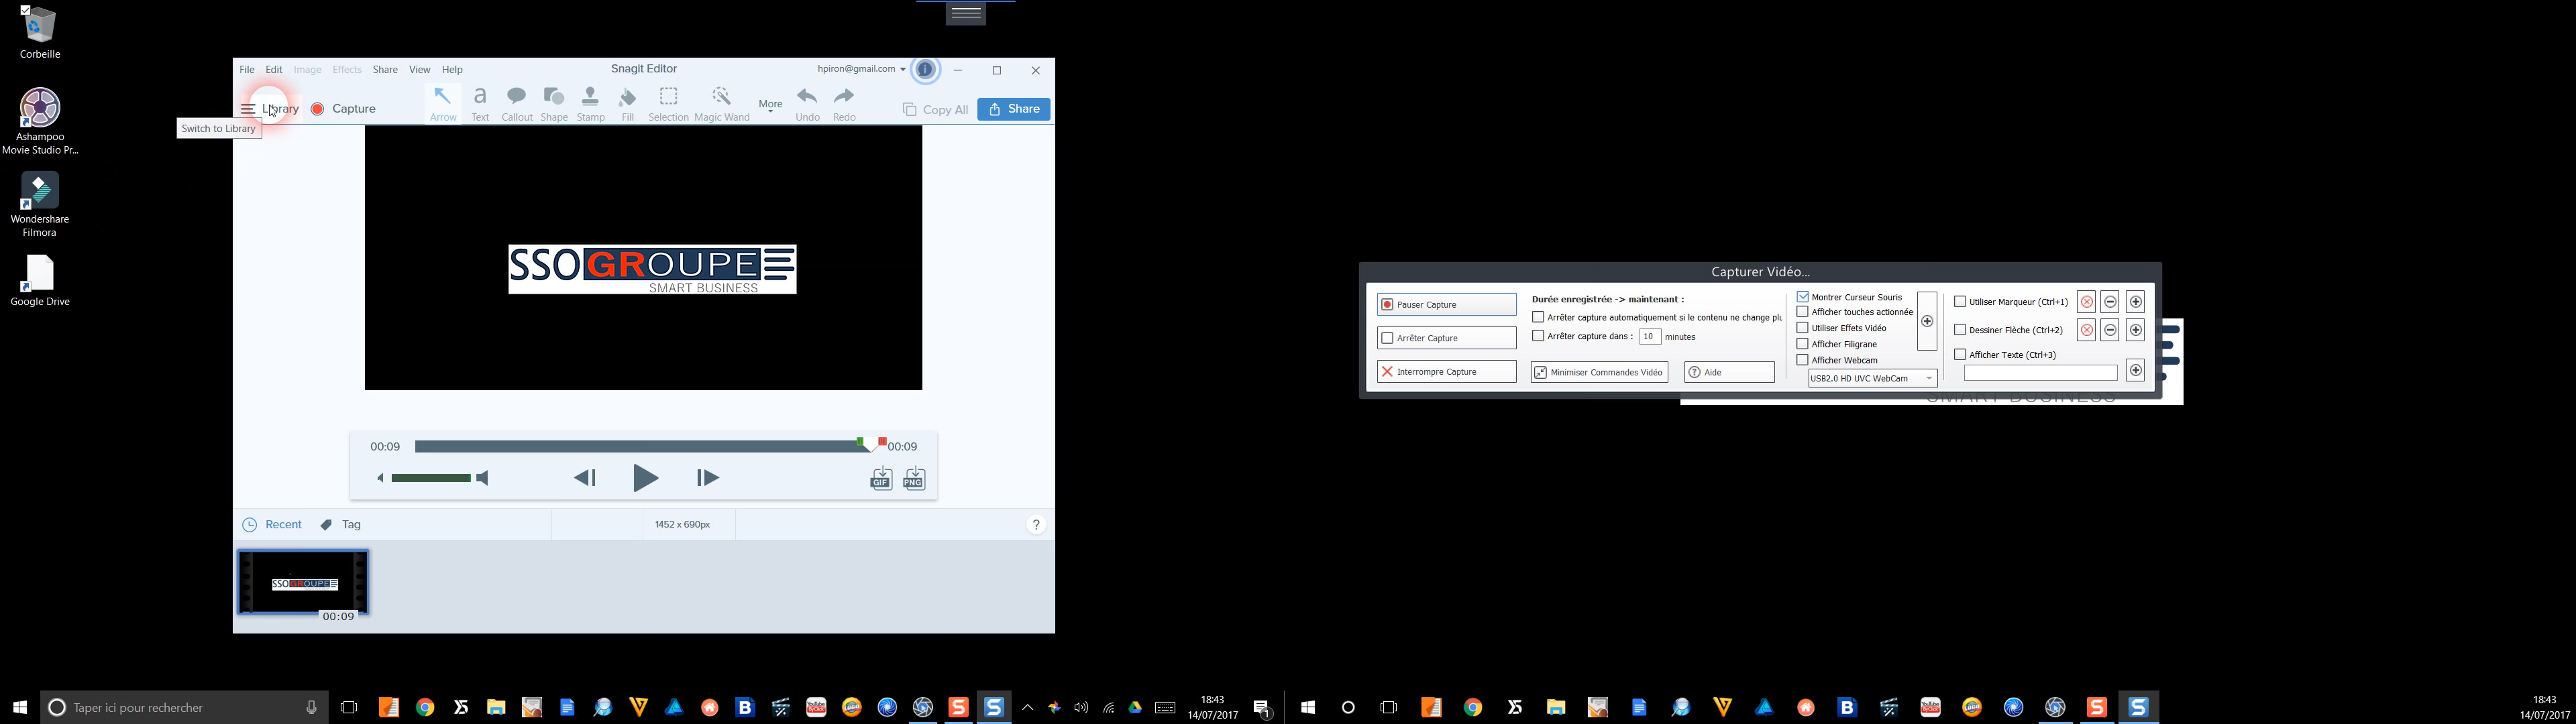 Corbeille
Ashampoo
Movie Studio Pr...
Wondershare
Filmora
Google Drive
File Edit Image Effects Share View Help
Snagit Editor
hpiron@gmail.com
Library Capture
Switch to Library
Arrow Text Callout Shape Stamp Fill Selection Magic Wand More Undo Redo
Copy All Share
SSOGROUPE
SMART BUSINESS
00:09 00:09
GIF PNG
Recent Tag 1452 x 690px ?
SSOGROUPE
00:09
Capturer Vidéo...
Pauser Capture
Arrêter Capture
Interrompre Capture
Durée enregistrée -> maintenant :
Arrêter capture automatiquement si le contenu ne change plu
Arrêter capture dans : 10 minutes
Minimiser Commandes Vidéo
Aide
Montrer Curseur Souris
Afficher touches actionnée
Utiliser Effets Vidéo
Afficher Filigrane
Afficher Webcam
USB2.0 HD UVC WebCam
Utiliser Marqueur (Ctrl+1)
Dessiner Flèche (Ctrl+2)
Afficher Texte (Ctrl+3)
SMART BUSINESS
Taper ici pour rechercher
18:43
14/07/2017
1
18:43
14/07/2017